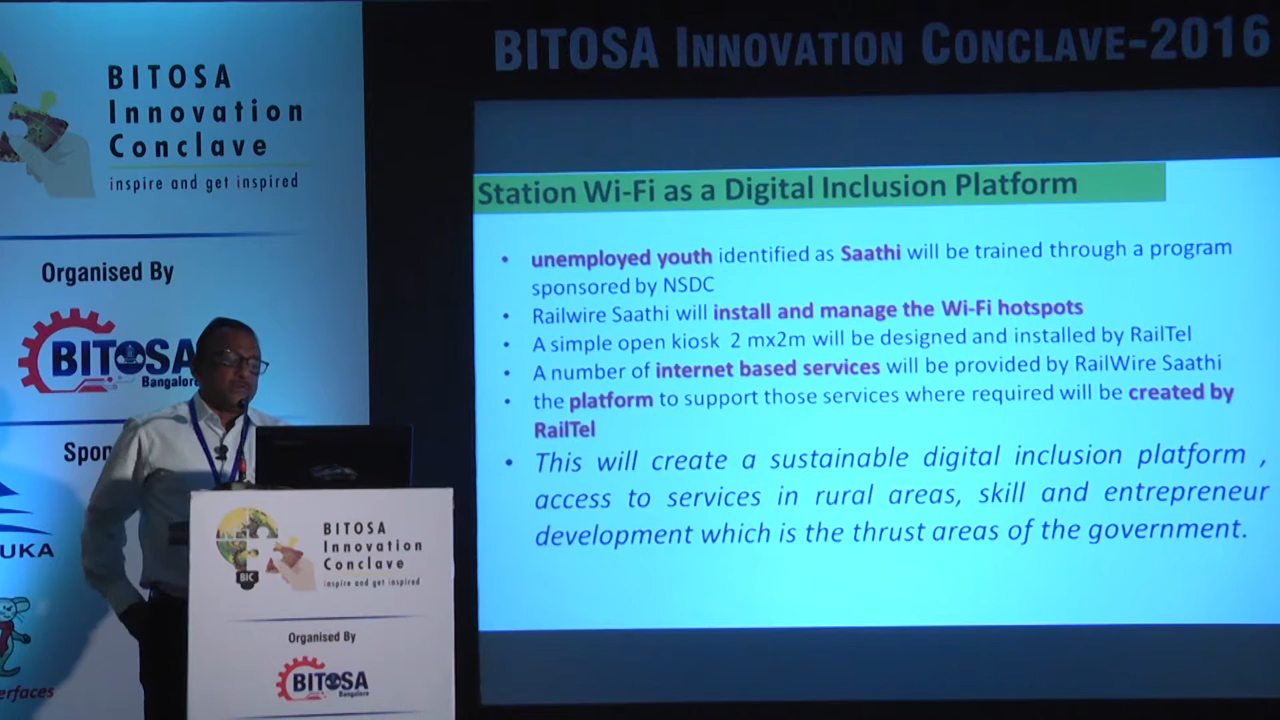 BITOSA INNOVATION CONCLAVE-2016
BITOSA
Innovation
Conclave
inspire and get inspired
Organised By
BITOSA
Bangalore
Spon
UKA
erfaces
Station Wi-Fi as a Digital Inclusion Platform
• unemployed youth identified as Saathi will be trained through a program
sponsored by NSDC
• Railwire Saathi will install and manage the Wi-Fi hotspots
• A simple open kiosk 2 mx2m will be designed and installed by RailTel
• A number of internet based services will be provided by RailWire Saathi
• the platform to support those services where required will be created by
RailTel
• This will create a sustainable digital inclusion platform ,
access to services in rural areas, skill and entrepreneur
development which is the thrust areas of the government.
BITOSA
Innovation
Conclave
inspire and get inspired
BIC
Organised By
BITOSA
Bangalore